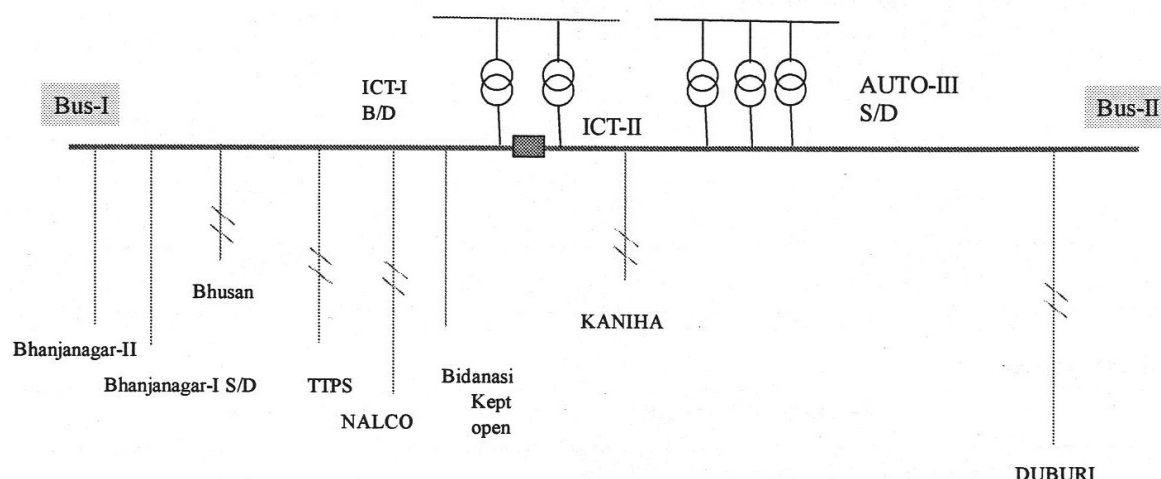 ICT-I
B/D
AUTO-III
S/D
Bus-I
Bus-II
ICT-II
Bhusan
KANIHA
Bhanjanagar-II
Bhanjanagar-I S/D
TTPS
Bidanasi
Kept
open
NALCO
DUBURI